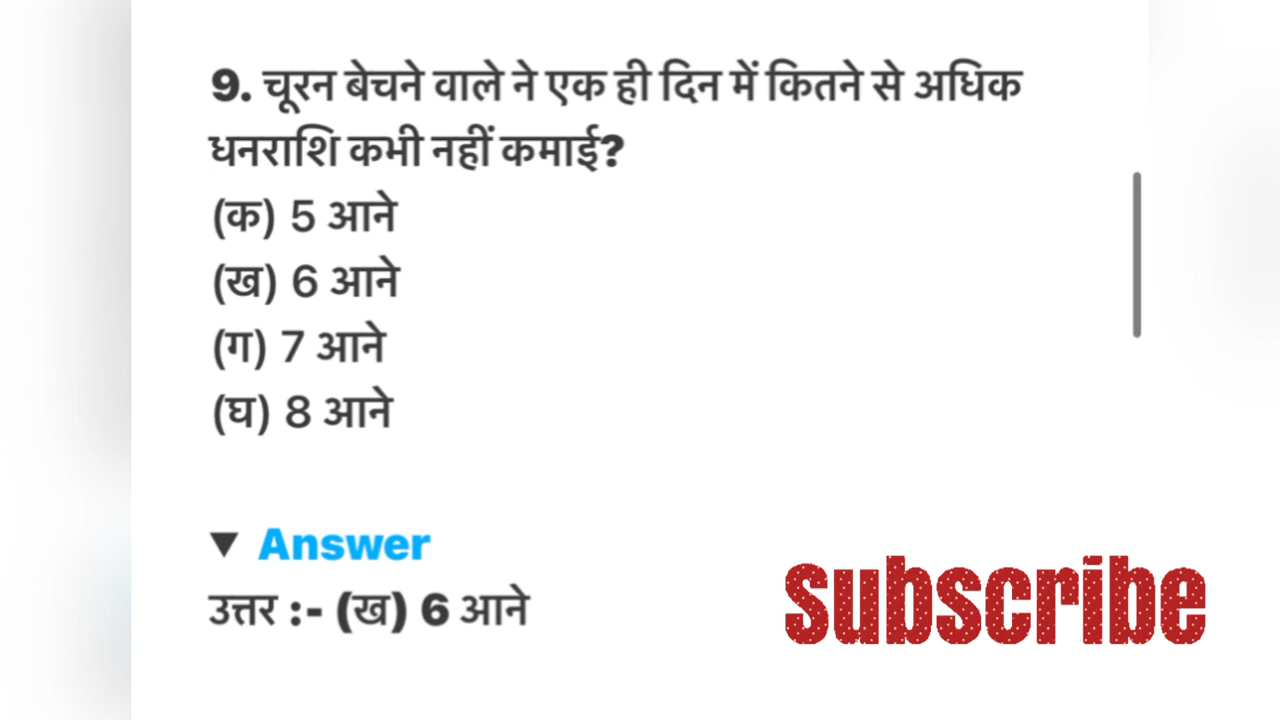 9. चूरन बेचने वाले ने एक ही दिन में कितने से अधिक
धनराशि कभी नहीं कमाई?
(क) 5 आने
(ख) 6 आने
(ग) 7 आने
(घ) 8 आने
▼ Answer
उत्तर :- (ख) 6 आने
subscribe